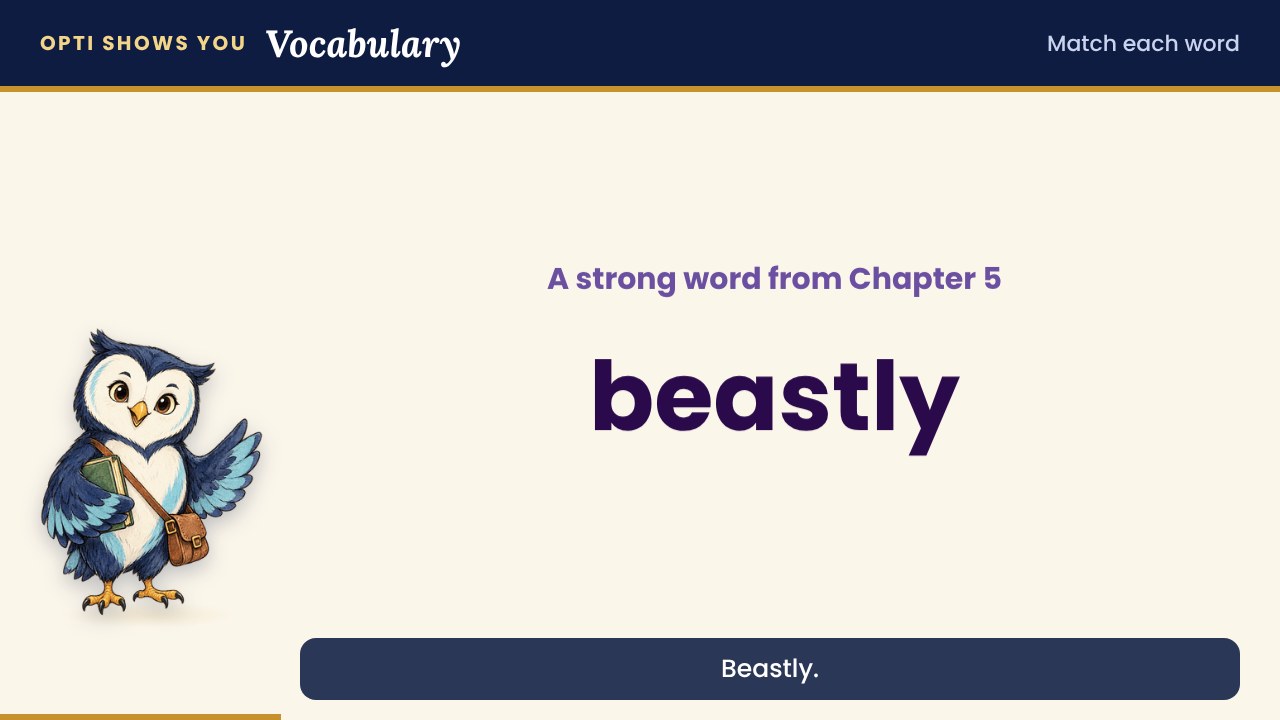 OPTI SHOWS YOU Vocabulary
Match each word
A strong word from Chapter 5
beastly
Beastly.